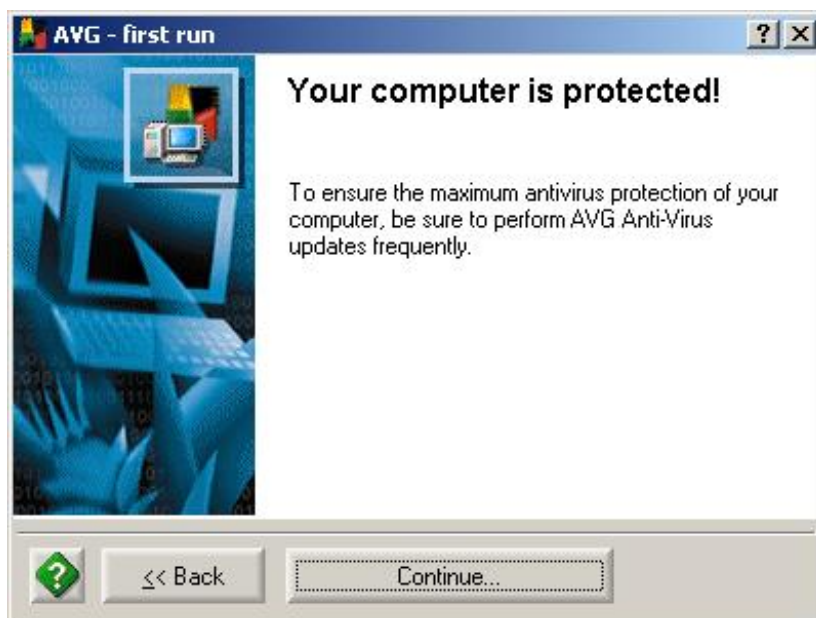 AVG - first run
Your computer is protected!
To ensure the maximum antivirus protection of your
computer, be sure to perform AVG Anti-Virus
updates frequently.
? << Back Continue...